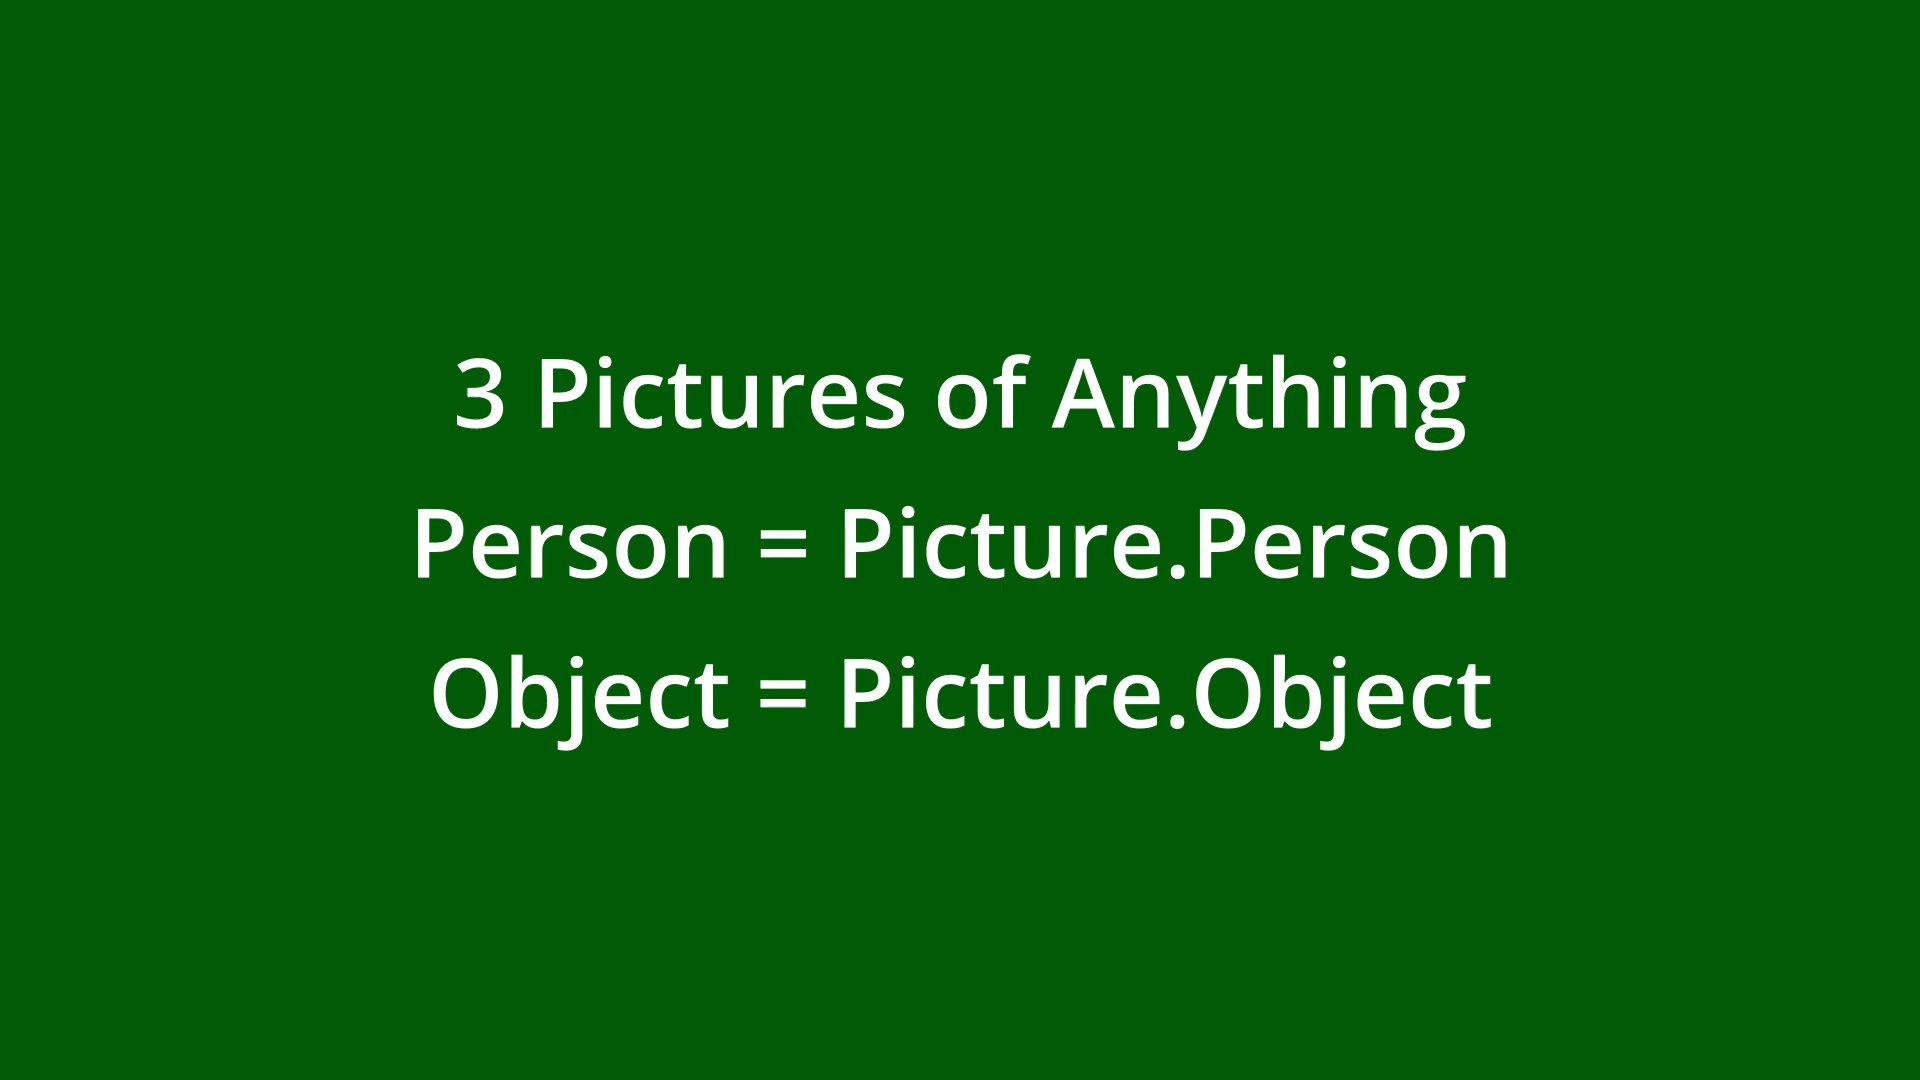 3 Pictures of Anything
Person = Picture.Person
Object = Picture.Object